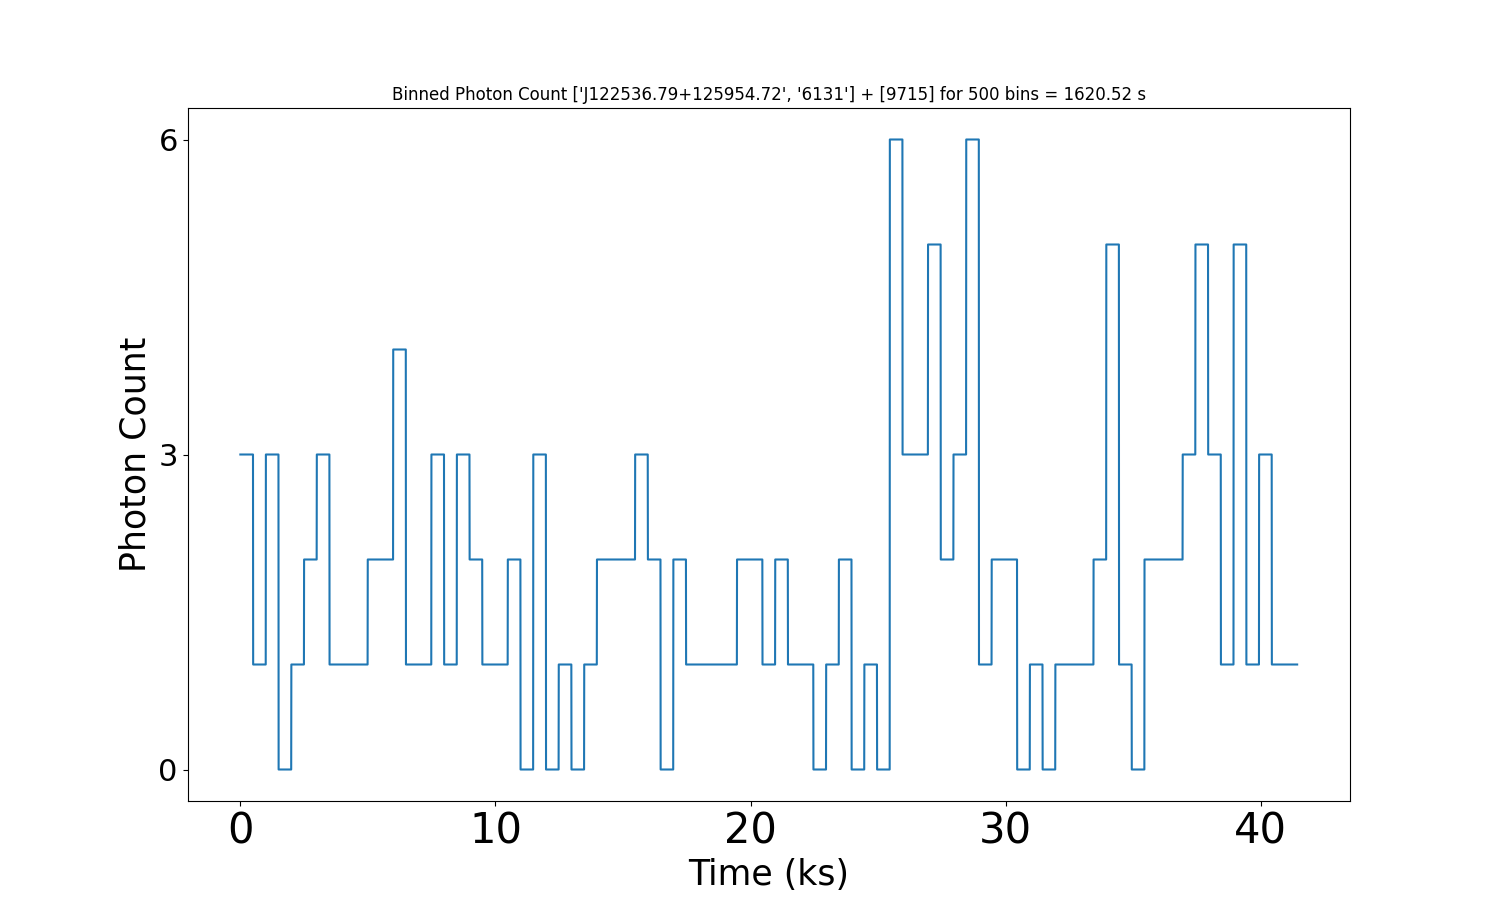 Binned Photon Count ['J122536.79+125954.72', '6131'] + [9715] for 500 bins = 1620.52 s
6
3
0
Photon Count
0 10 20 30 40
Time (ks)